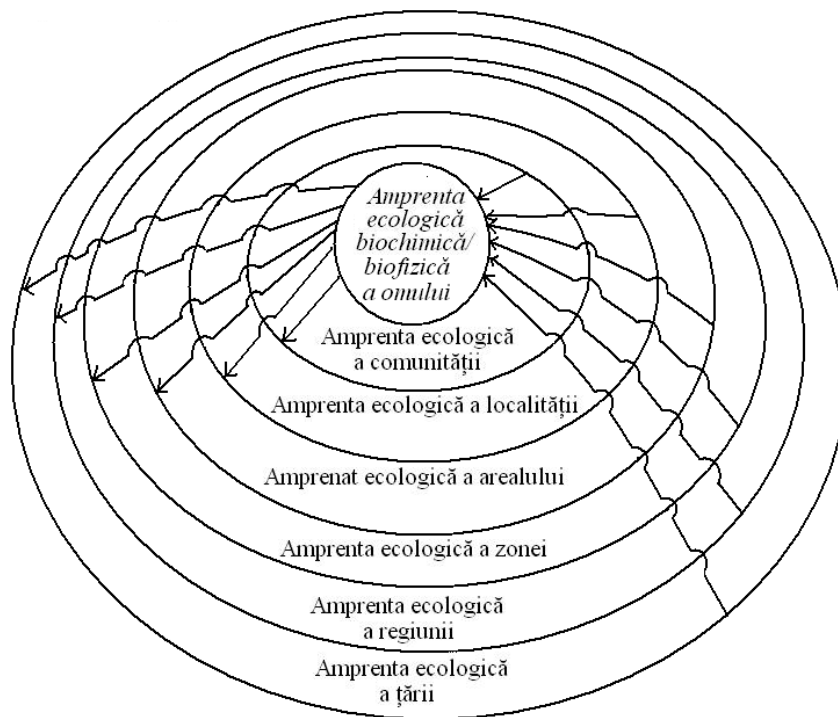 Amprenta
ecologică
biochimică/
biofizică
a omului
Amprenta ecologică
a comunității
Amprenta ecologică a localității
Amprenat ecologică a arealului
Amprenta ecologică a zonei
Amprenta ecologică
a regiunii
Amprenta ecologică
a țării